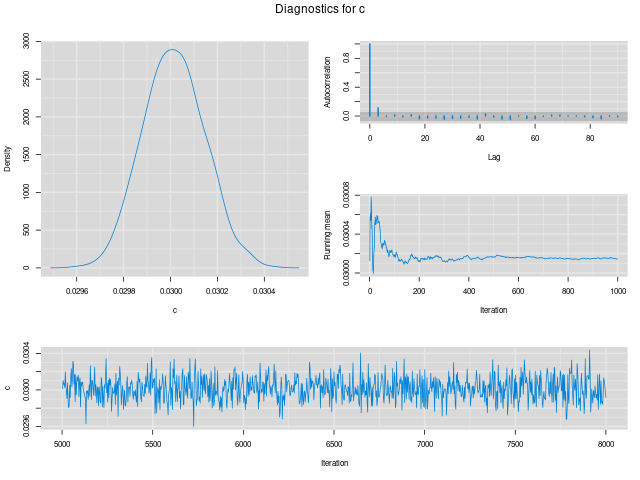 Diagnostics for c
Density
0 500 1000 1500 2000 2500 3000
0.0296 0.0298 0.0300 0.0302 0.0304
c
Autocorrelation
0.0 0.4 0.8
0 20 40 60 80
Lag
Running mean
0.03000 0.03004 0.03008
0 200 400 600 800 1000
Iteration
c
0.0296 0.0300 0.0304
5000 5500 6000 6500 7000 7500 8000
Iteration